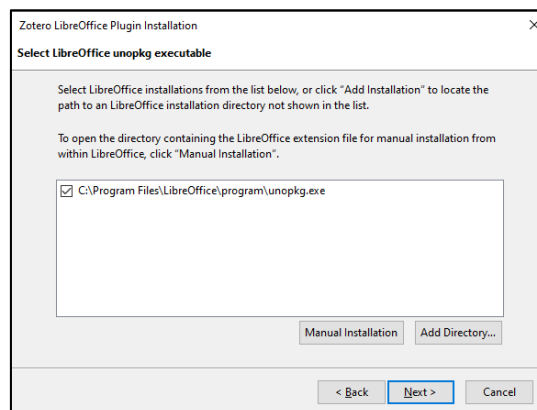 Zotero LibreOffice Plugin Installation
Select LibreOffice unopkg executable
Select LibreOffice installations from the list below, or click "Add Installation" to locate the
path to an LibreOffice installation directory not shown in the list.
To open the directory containing the LibreOffice extension file for manual installation from
within LibreOffice, click "Manual Installation".
C:\Program Files\LibreOffice\program\unopkg.exe
Manual Installation Add Directory...
< Back Next > Cancel